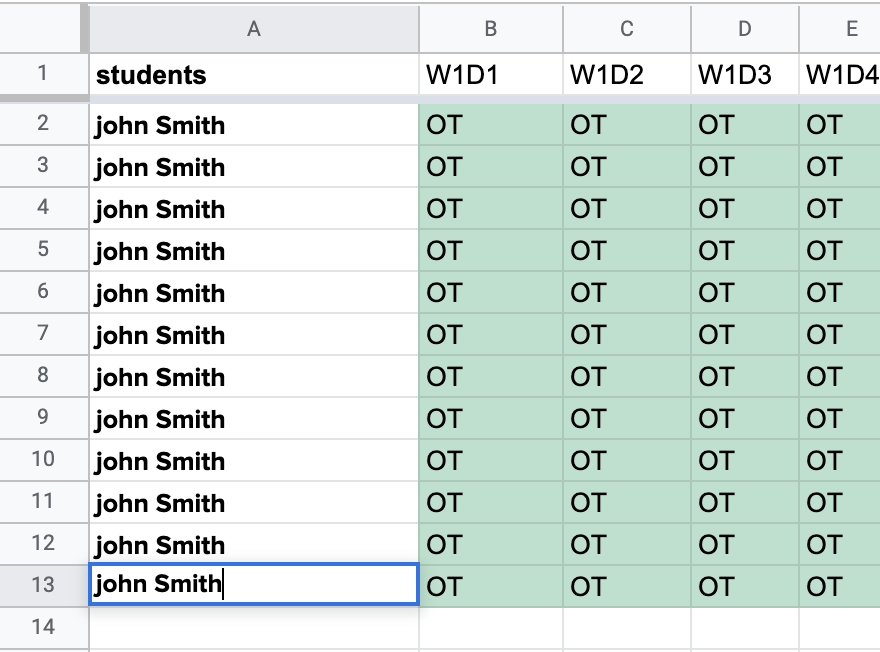 A B C D E
1 students W1D1 W1D2 W1D3 W1D4
2 john Smith OT OT OT OT
3 john Smith OT OT OT OT
4 john Smith OT OT OT OT
5 john Smith OT OT OT OT
6 john Smith OT OT OT OT
7 john Smith OT OT OT OT
8 john Smith OT OT OT OT
9 john Smith OT OT OT OT
10 john Smith OT OT OT OT
11 john Smith OT OT OT OT
12 john Smith OT OT OT OT
13 john Smith OT OT OT OT
14